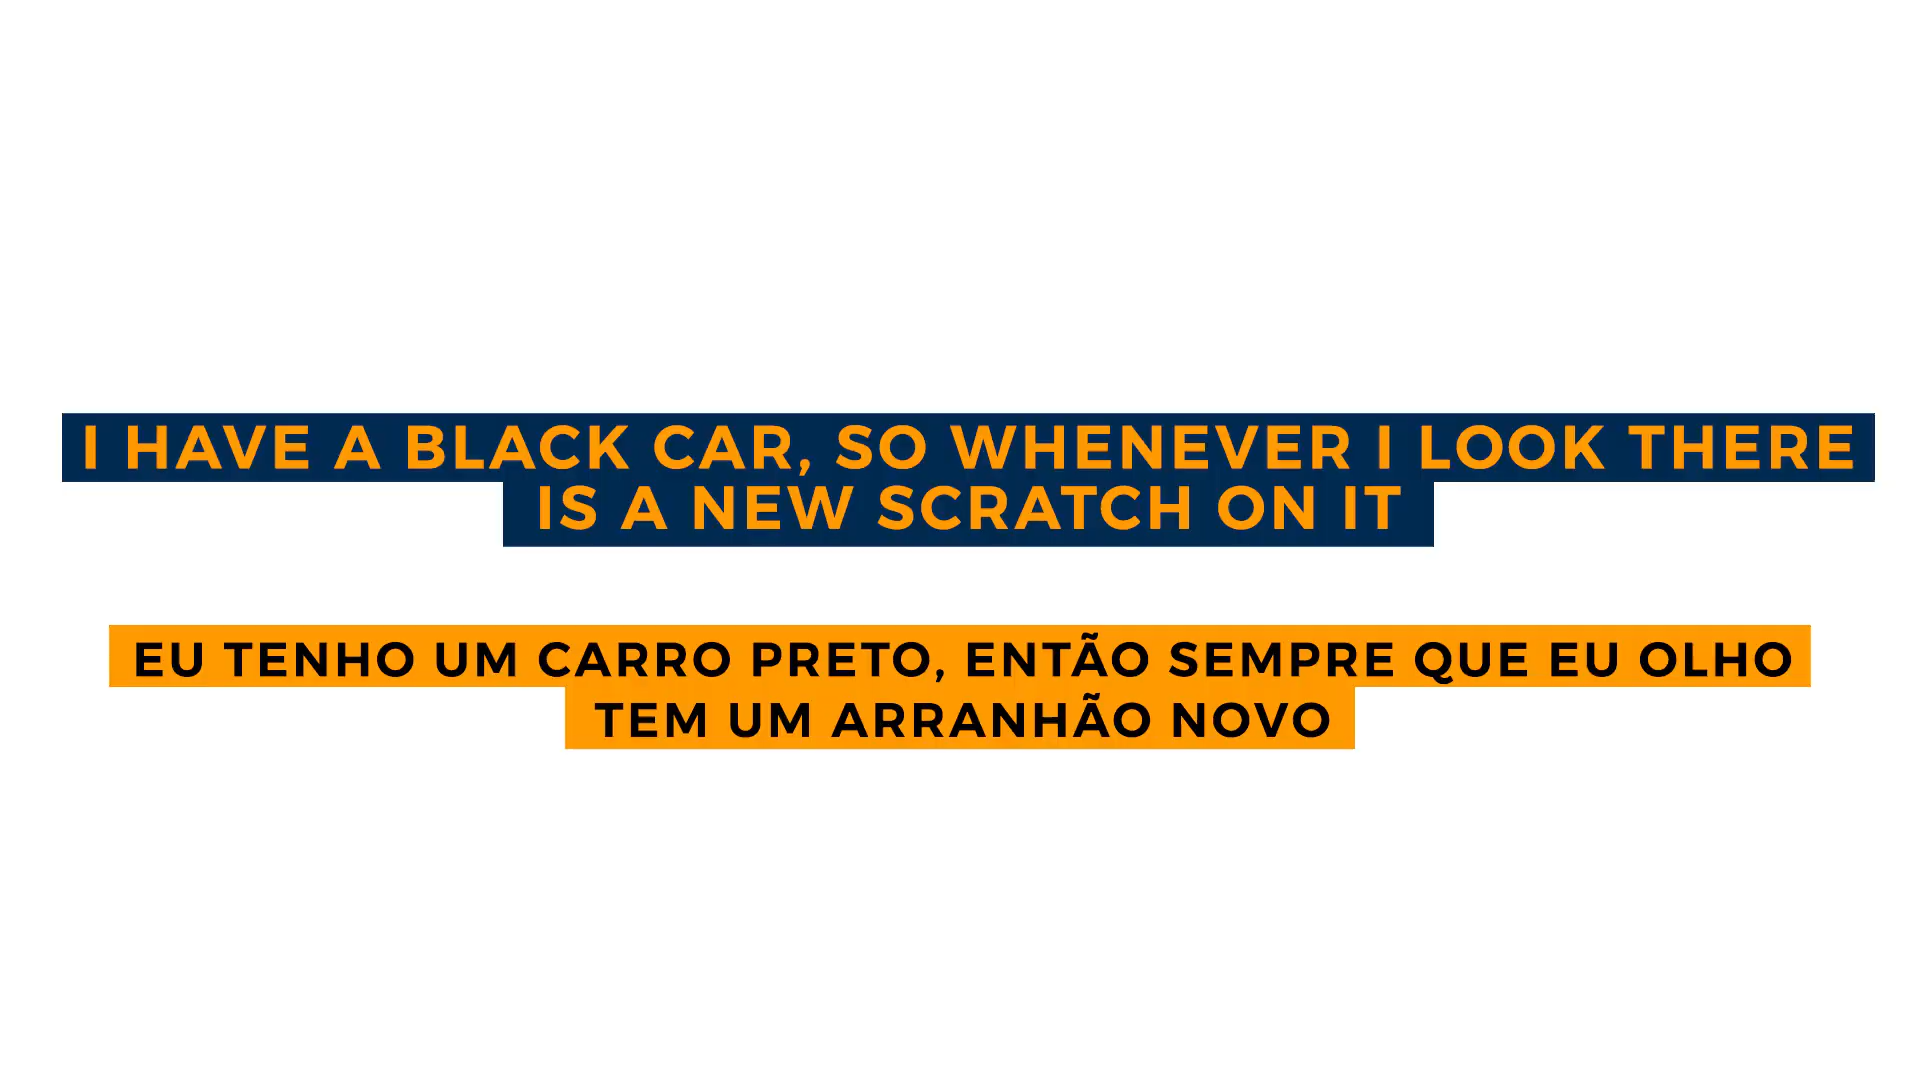 I HAVE A BLACK CAR, SO WHENEVER I LOOK THERE
IS A NEW SCRATCH ON IT
EU TENHO UM CARRO PRETO, ENTÃO SEMPRE QUE EU OLHO
TEM UM ARRANHÃO NOVO